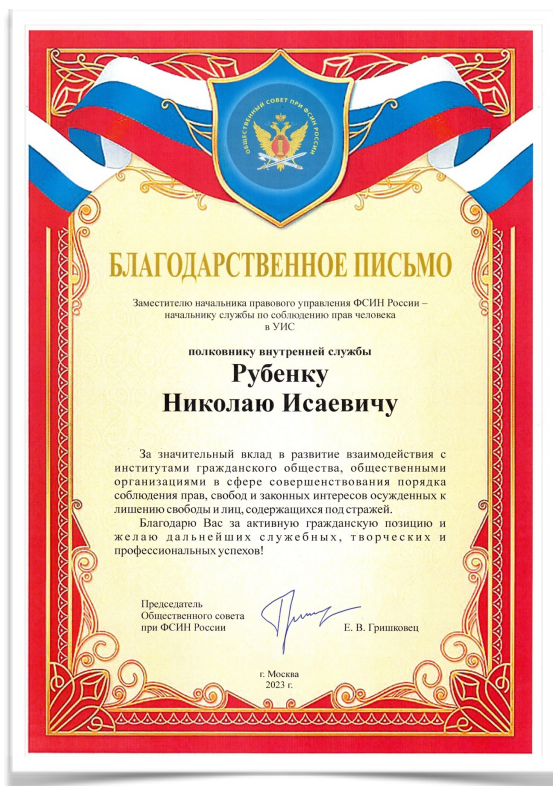 ОБЩЕСТВЕННЫЙ СОВЕТ ПРИ ФСИН РОССИИ
БЛАГОДАРСТВЕННОЕ ПИСЬМО
Заместителю начальника правового управления ФСИН России –
начальнику службы по соблюдению прав человека
в УИС
полковнику внутренней службы
Рубенку
Николаю Исаевичу
За значительный вклад в развитие взаимодействия с
институтами гражданского общества, общественными
организациями в сфере совершенствования порядка
соблюдения прав, свобод и законных интересов осужденных к
лишению свободы и лиц, содержащихся под стражей.
Благодарю Вас за активную гражданскую позицию и
желаю дальнейших служебных, творческих и
профессиональных успехов!
Председатель
Общественного совета
при ФСИН России
Е. В. Гришковец
г. Москва
2023 г.